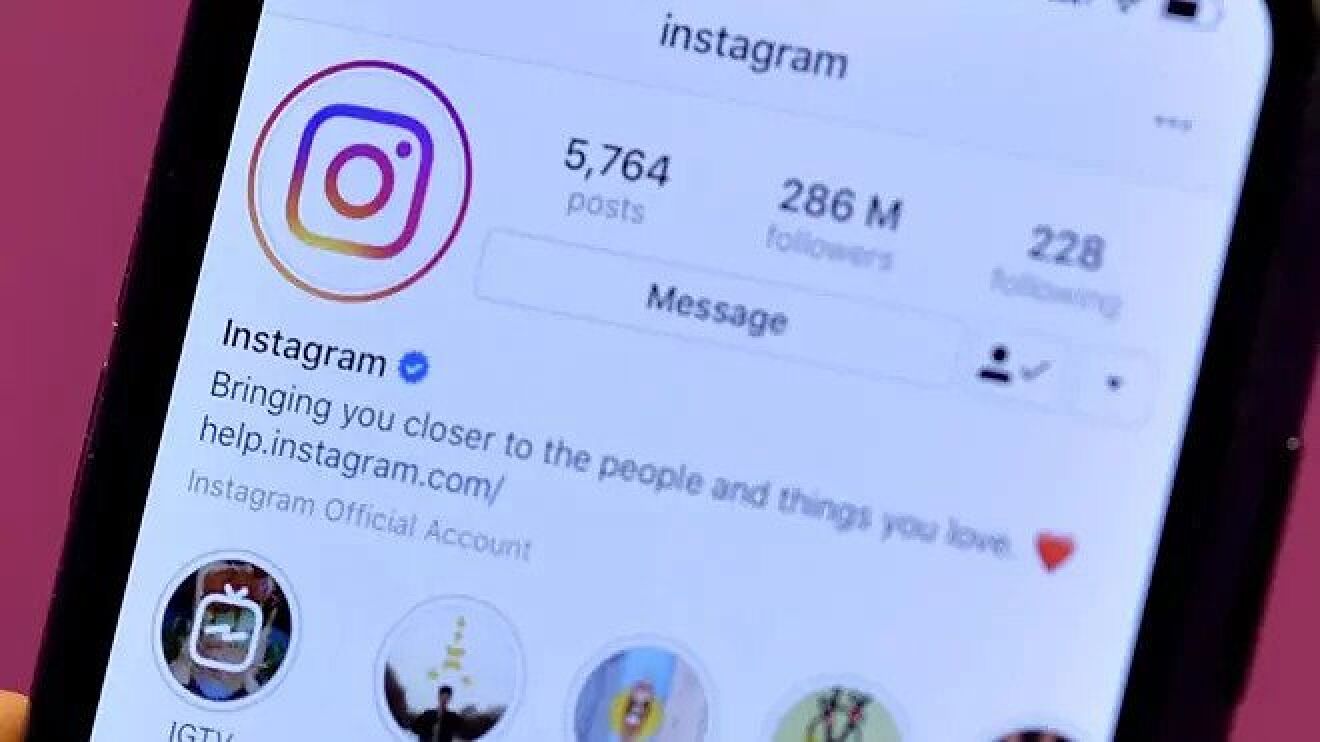 instagram
5,764
posts
286 M
followers
228
following
Message
Instagram
Bringing you closer to the people and things you love. ❤️
help.instagram.com/
Instagram Official Account
IGTV